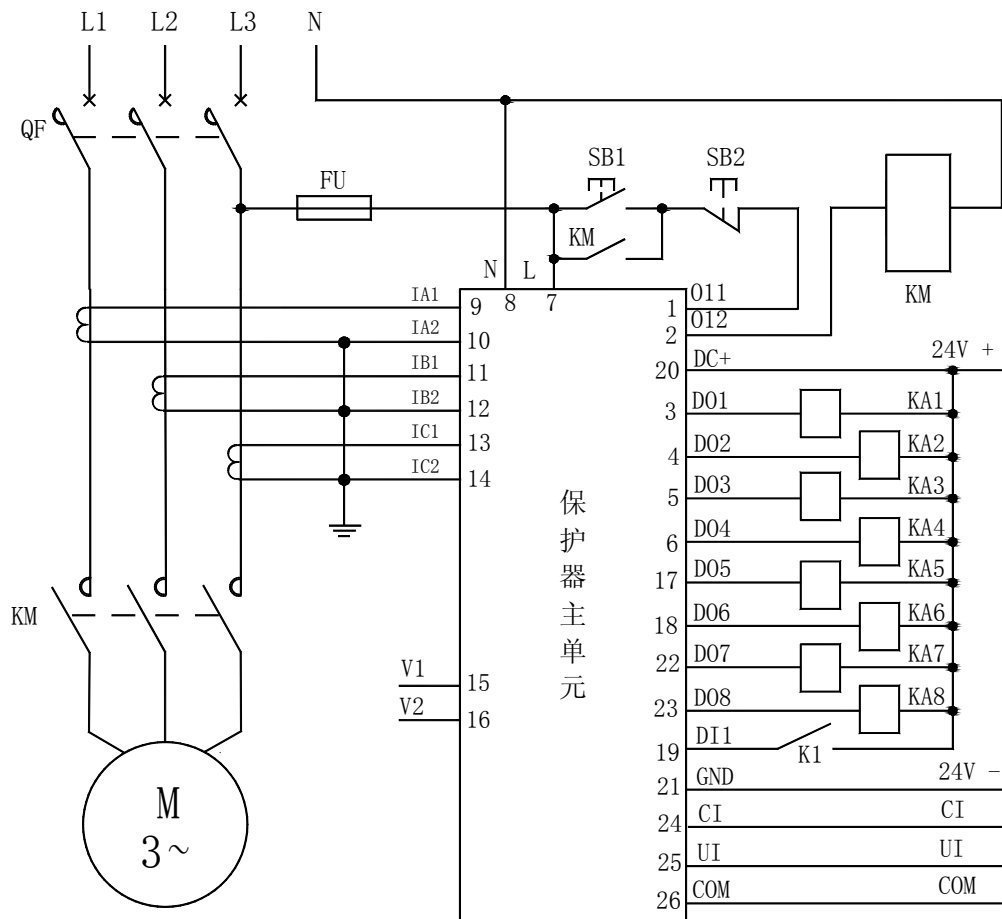 L1 L2 L3 N
QF
FU
SB1 SB2
KM
KM
N L
8 7
IA1 9
IA2 10
IB1 11
IB2 12
IC1 13
IC2 14
1 O11
2 O12
20 DC+ 24V +
3 DO1 KA1
4 DO2 KA2
5 DO3 KA3
6 DO4 KA4
17 DO5 KA5
18 DO6 KA6
22 DO7 KA7
23 DO8 KA8
19 DI1 K1
21 GND 24V -
24 CI CI
25 UI UI
26 COM COM
保护器主单元
KM
V1 15
V2 16
M
3~